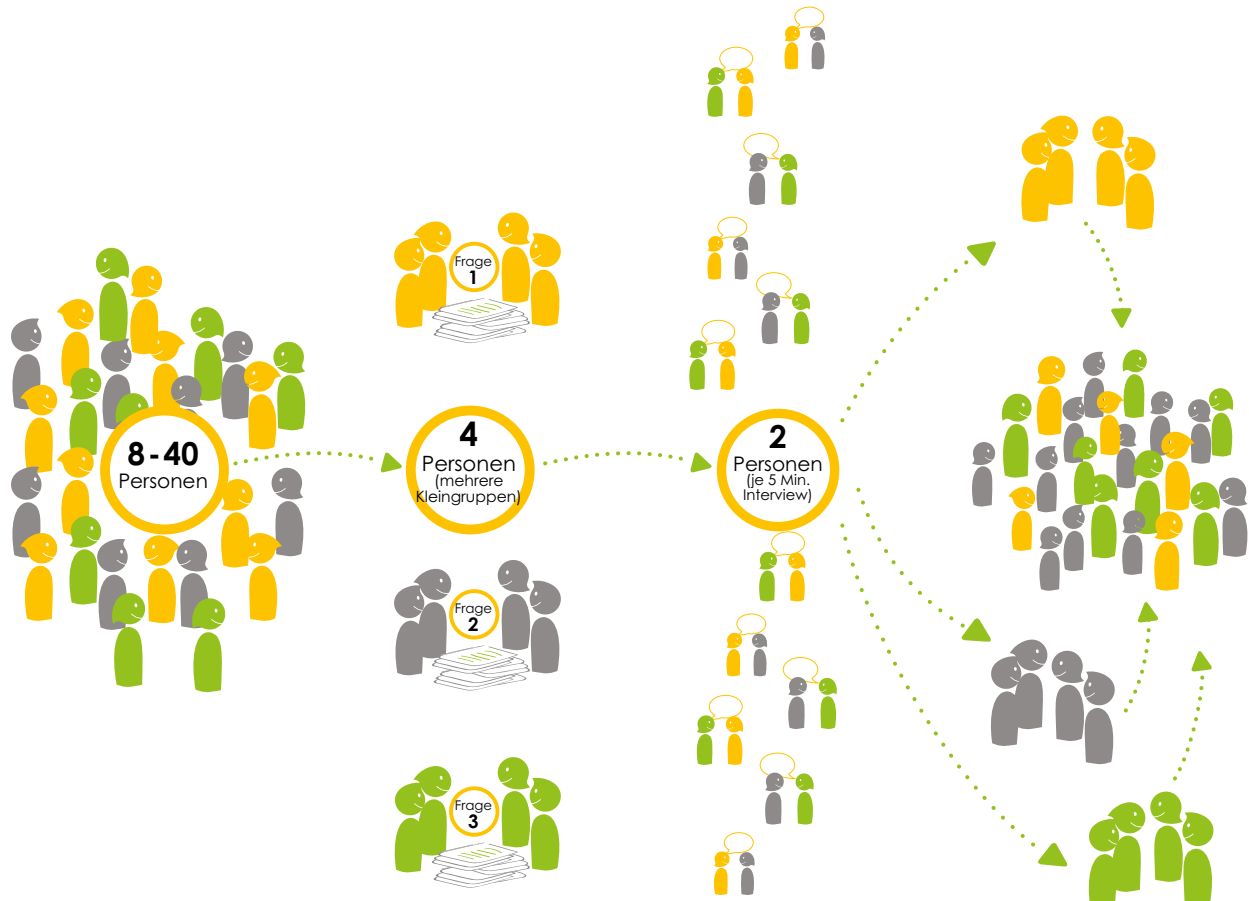 8-40
Personen
Frage
1
4
Personen
(mehrere
Kleingruppen)
Frage
2
Frage
3
2
Personen
(je 5 Min.
Interview)